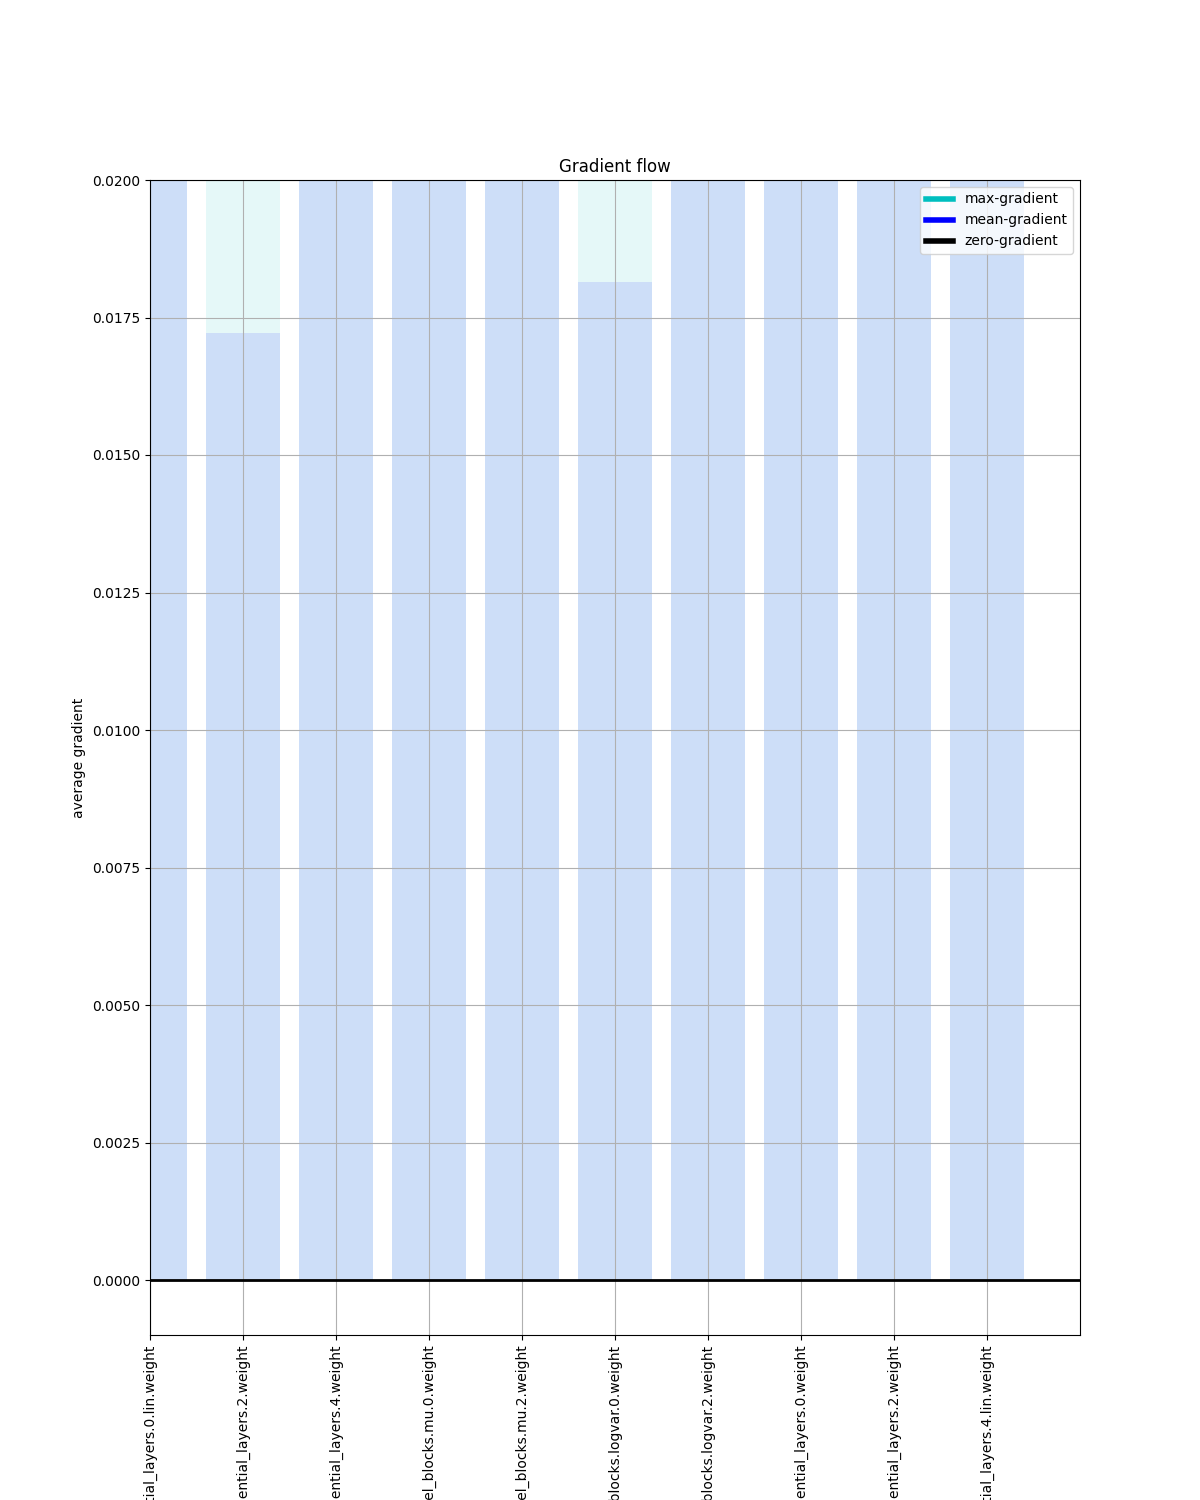 Gradient flow
0.0200
0.0175
0.0150
0.0125
0.0100
0.0075
0.0050
0.0025
0.0000
average gradient
max-gradient
mean-gradient
zero-gradient
tial_layers.0.lin.weight
ential_layers.2.weight
ential_layers.4.weight
el_blocks.mu.0.weight
el_blocks.mu.2.weight
blocks.logvar.0.weight
blocks.logvar.2.weight
ential_layers.0.weight
ential_layers.2.weight
tial_layers.4.lin.weight